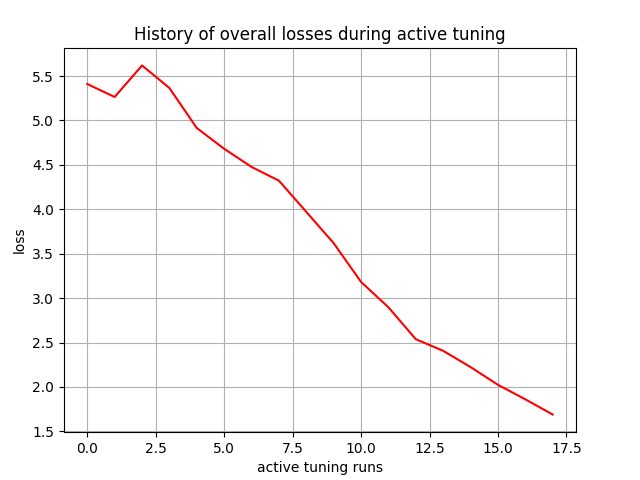 History of overall losses during active tuning
5.5
5.0
4.5
4.0
3.5
3.0
2.5
2.0
1.5
loss
0.0 2.5 5.0 7.5 10.0 12.5 15.0 17.5
active tuning runs